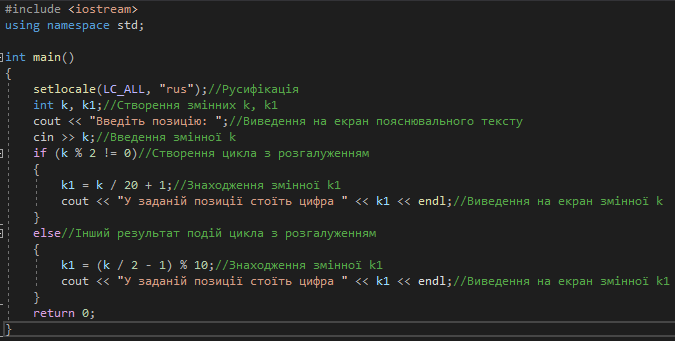 #include <iostream>
using namespace std;
int main()
{
setlocale(LC_ALL, "rus");//Русифікація
int k, k1;//Створення змінних k, k1
cout << "Введіть позицію: ";//Виведення на екран пояснювального тексту
cin >> k;//Введення змінної k
if (k % 2 != 0)//Створення цикла з розгалуженням
{
k1 = k / 20 + 1;//Знаходження змінної k1
cout << "У заданій позиції стоїть цифра " << k1 << endl;//Виведення на екран змінної k
}
else//Інший результат подій цикла з розгалуженням
{
k1 = (k / 2 - 1) % 10;//Знаходження змінної k1
cout << "У заданій позиції стоїть цифра " << k1 << endl;//Виведення на екран змінної k1
}
return 0;
}